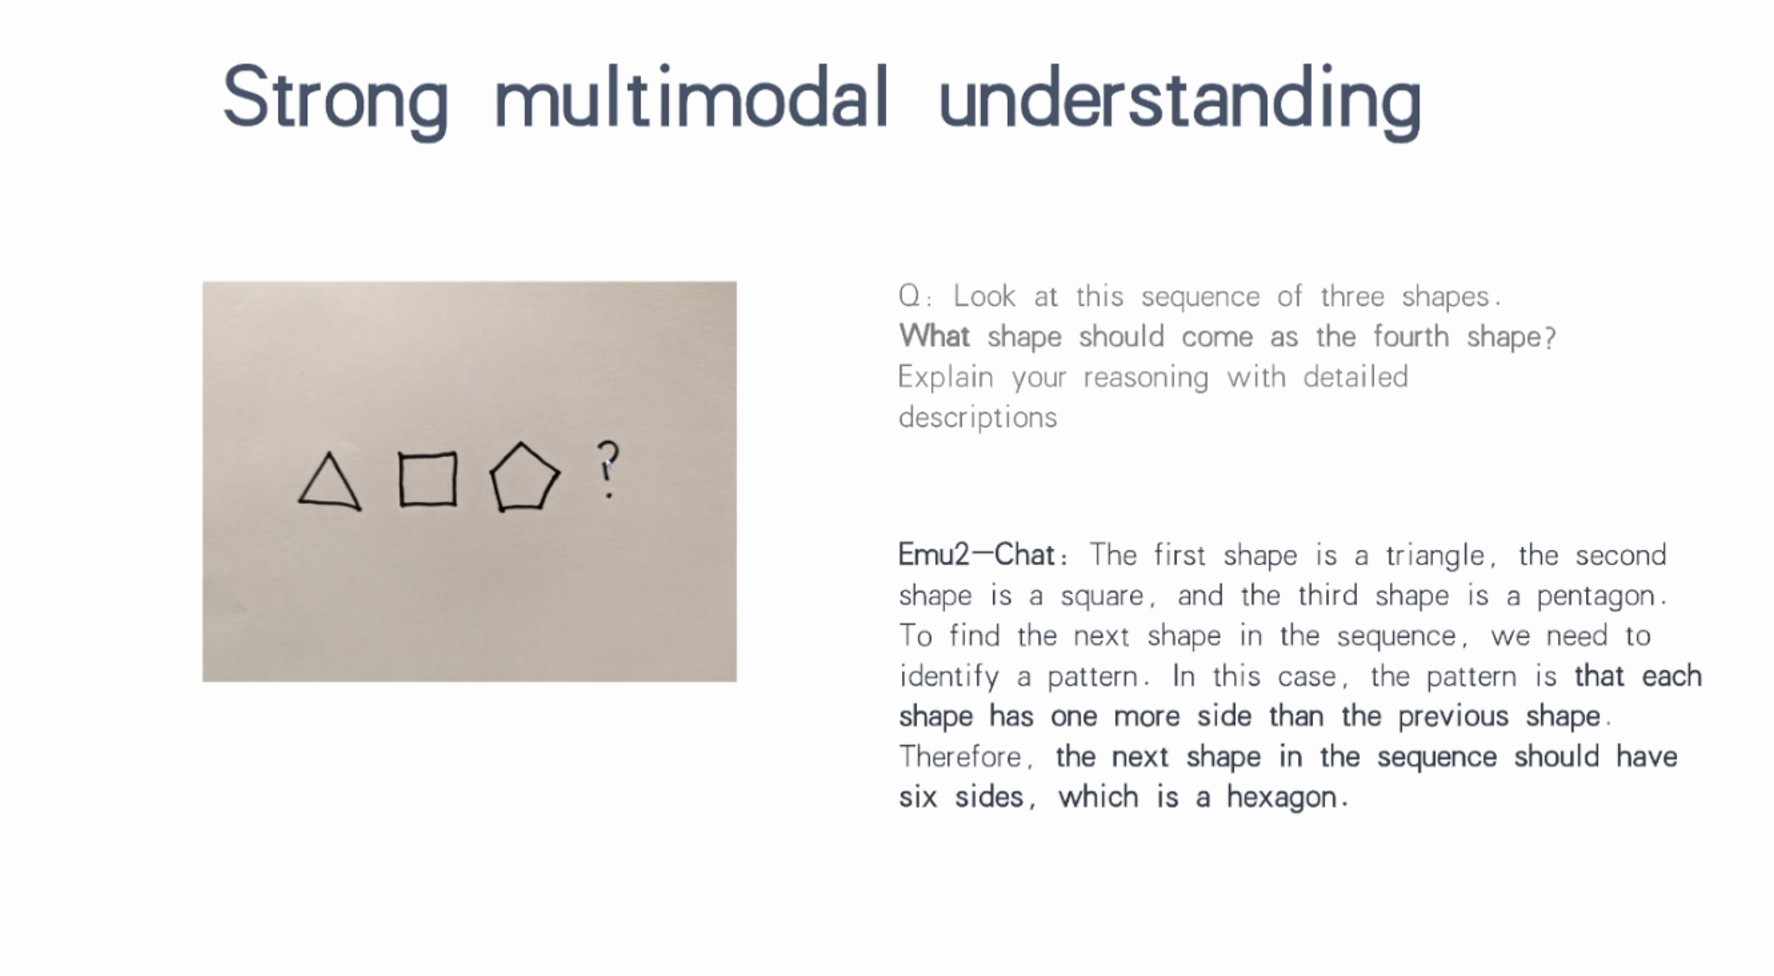 Strong multimodal understanding
?
Q: Look at this sequence of three shapes.
What shape should come as the fourth shape?
Explain your reasoning with detailed
descriptions
Emu2-Chat: The first shape is a triangle, the second
shape is a square, and the third shape is a pentagon.
To find the next shape in the sequence, we need to
identify a pattern. In this case, the pattern is that each
shape has one more side than the previous shape.
Therefore, the next shape in the sequence should have
six sides, which is a hexagon.